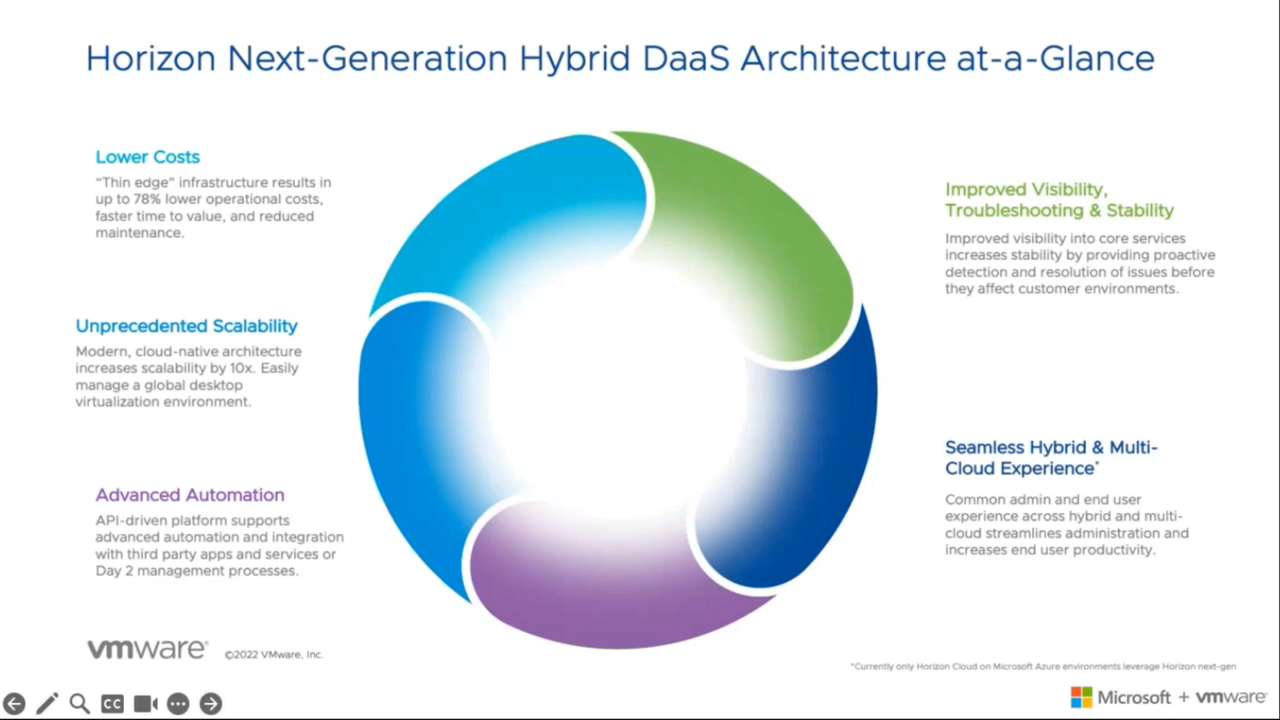 Horizon Next-Generation Hybrid DaaS Architecture at-a-Glance
Lower Costs
“Thin edge” infrastructure results in
up to 78% lower operational costs,
faster time to value, and reduced
maintenance.
Unprecedented Scalability
Modern, cloud-native architecture
increases scalability by 10x. Easily
manage a global desktop
virtualization environment.
Advanced Automation
API-driven platform supports
advanced automation and integration
with third party apps and services or
Day 2 management processes.
Improved Visibility,
Troubleshooting & Stability
Improved visibility into core services
increases stability by providing proactive
detection and resolution of issues before
they affect customer environments.
Seamless Hybrid & Multi-
Cloud Experience*
Common admin and end user
experience across hybrid and multi-
cloud streamlines administration and
increases end user productivity.
vmware® ©2022 VMware, Inc.
*Currently only Horizon Cloud on Microsoft Azure environments leverage Horizon next-gen
CC
Microsoft + vmware®